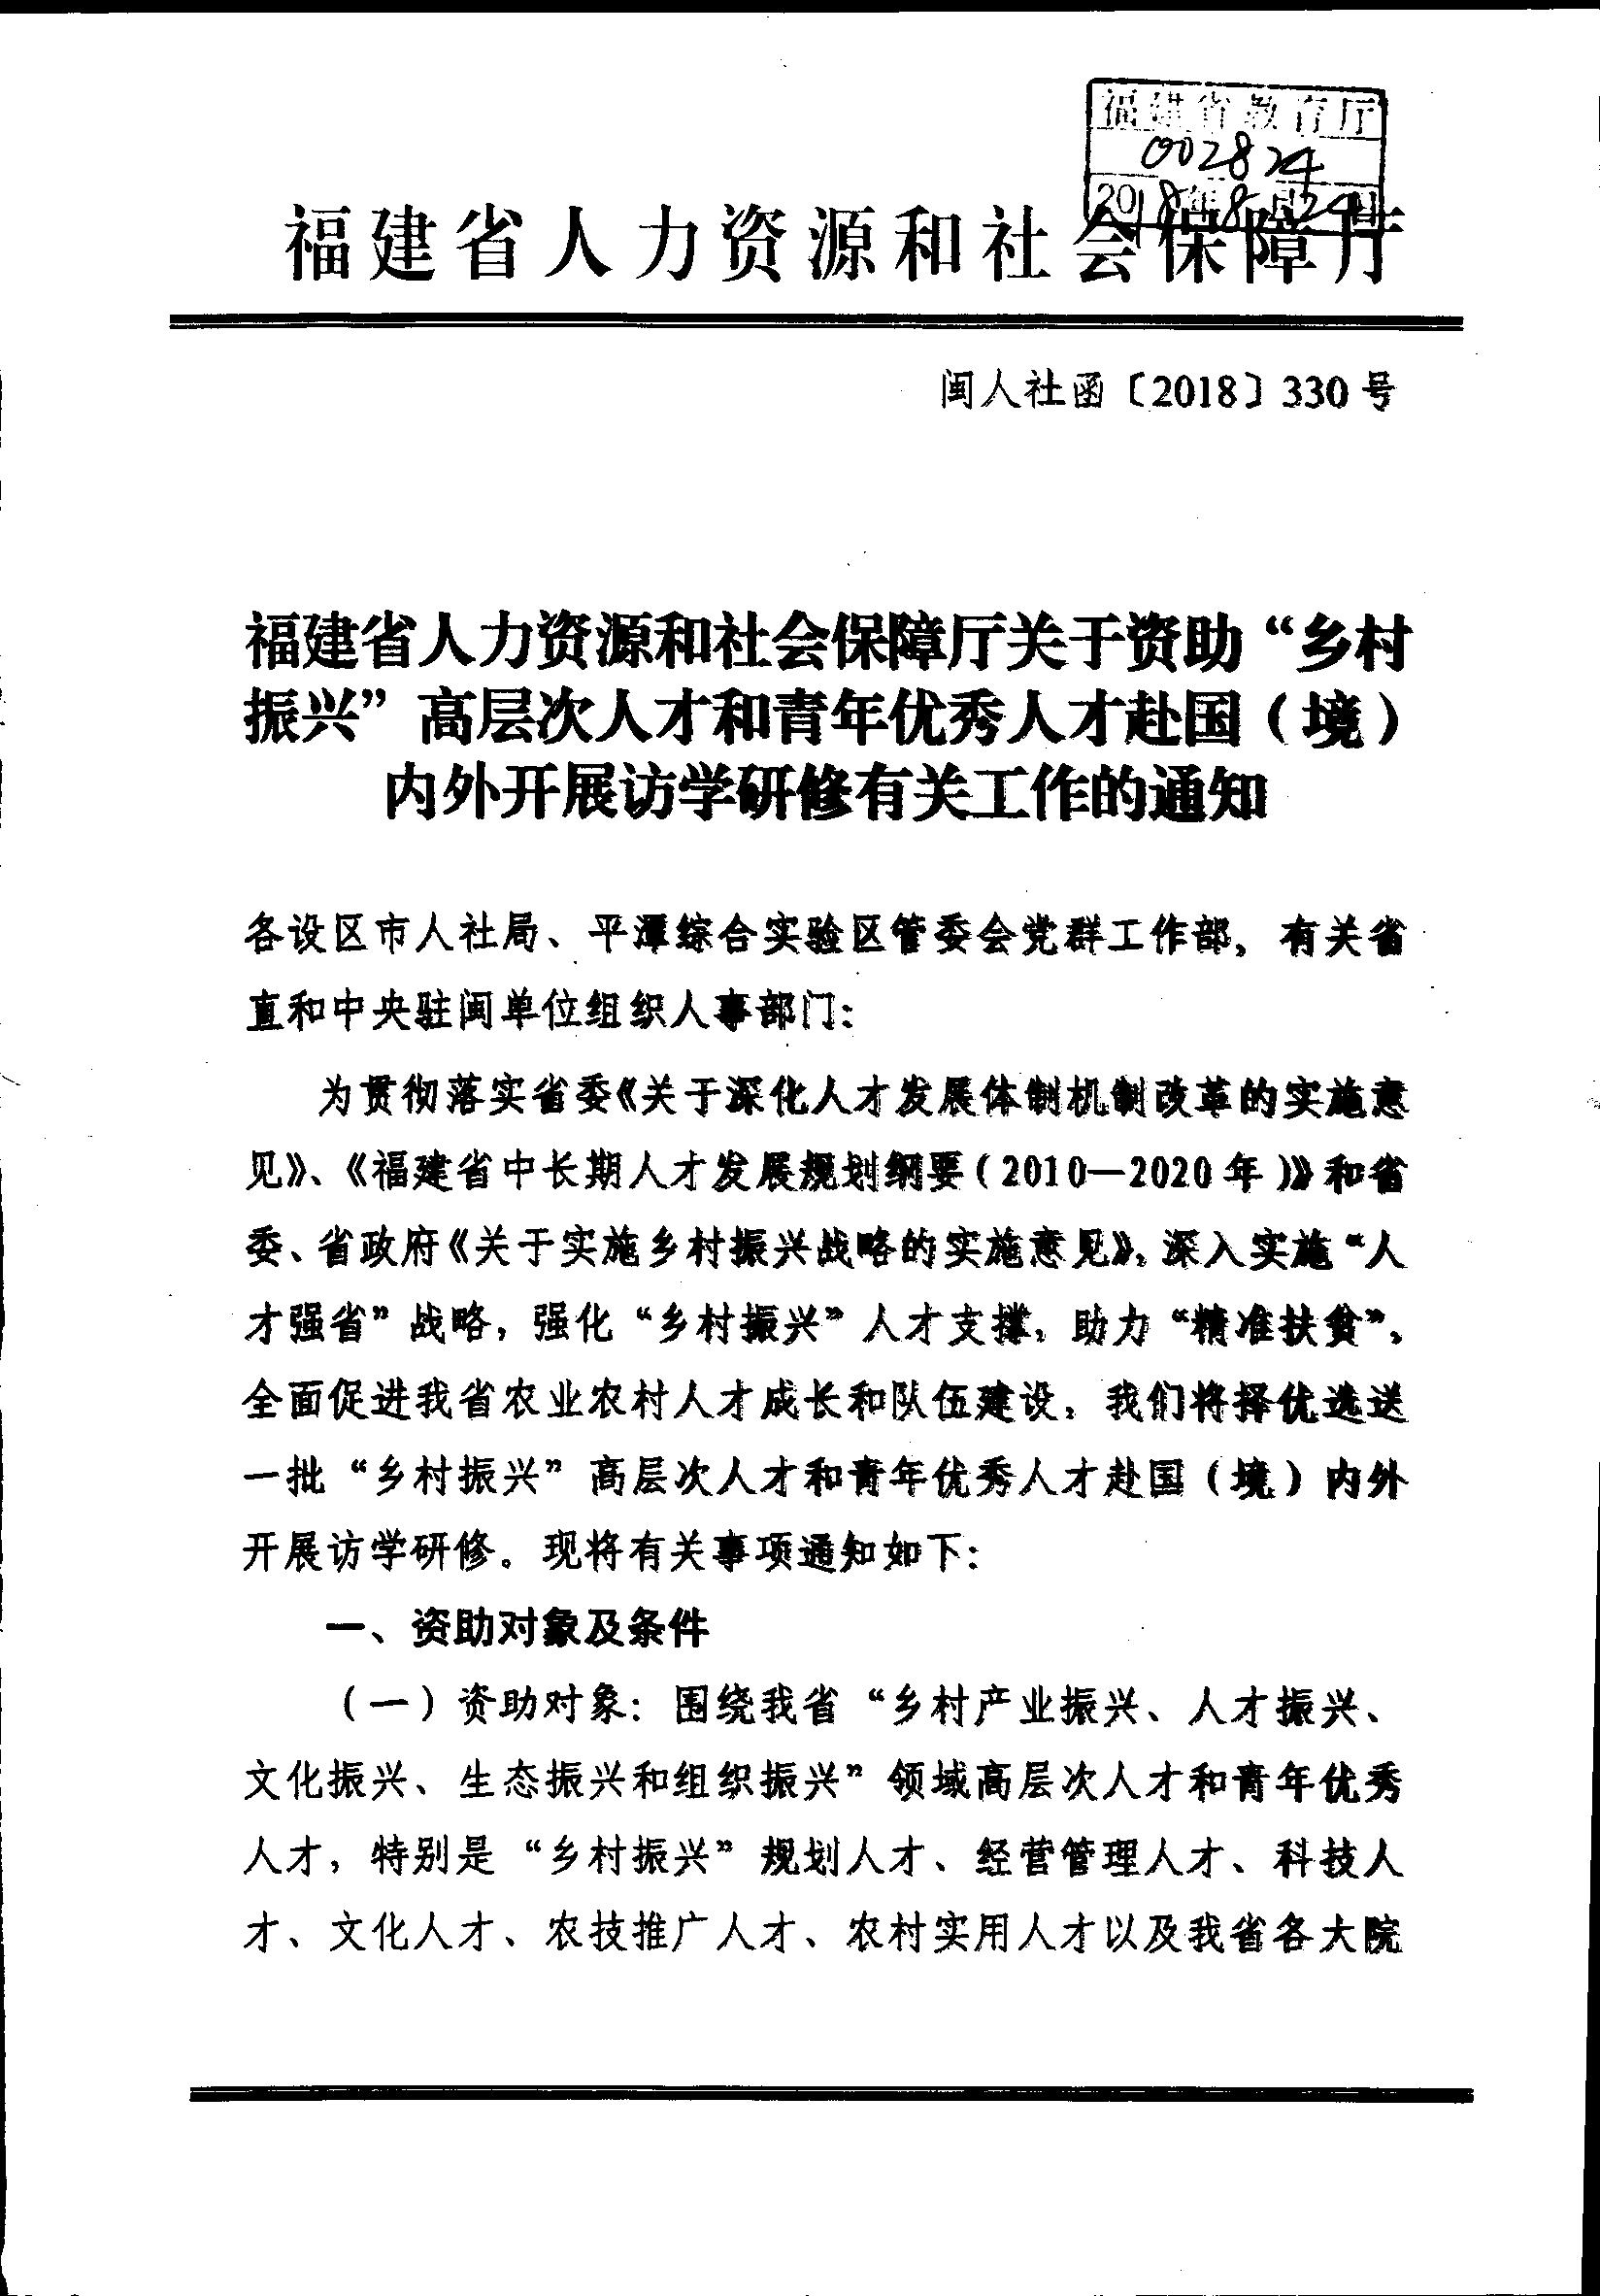 福建省教育厅
002824
2018年8月24日
福建省人力资源和社会保障厅
闽人社函〔2018〕330号
福建省人力资源和社会保障厅关于资助“乡村
振兴”高层次人才和青年优秀人才赴国（境）
内外开展访学研修有关工作的通知
各设区市人社局、平潭综合实验区管委会党群工作部，有关省
直和中央驻闽单位组织人事部门：
为贯彻落实省委《关于深化人才发展体制机制改革的实施意
见》、《福建省中长期人才发展规划纲要（2010—2020年）》和省
委、省政府《关于实施乡村振兴战略的实施意见》，深入实施“人
才强省”战略，强化“乡村振兴”人才支撑，助力“精准扶贫”，
全面促进我省农业农村人才成长和队伍建设，我们将择优选送
一批“乡村振兴”高层次人才和青年优秀人才赴国（境）内外
开展访学研修。现将有关事项通知如下：
一、资助对象及条件
（一）资助对象：围绕我省“乡村产业振兴、人才振兴、
文化振兴、生态振兴和组织振兴”领域高层次人才和青年优秀
人才，特别是“乡村振兴”规划人才、经营管理人才、科技人
才、文化人才、农技推广人才、农村实用人才以及我省各大院